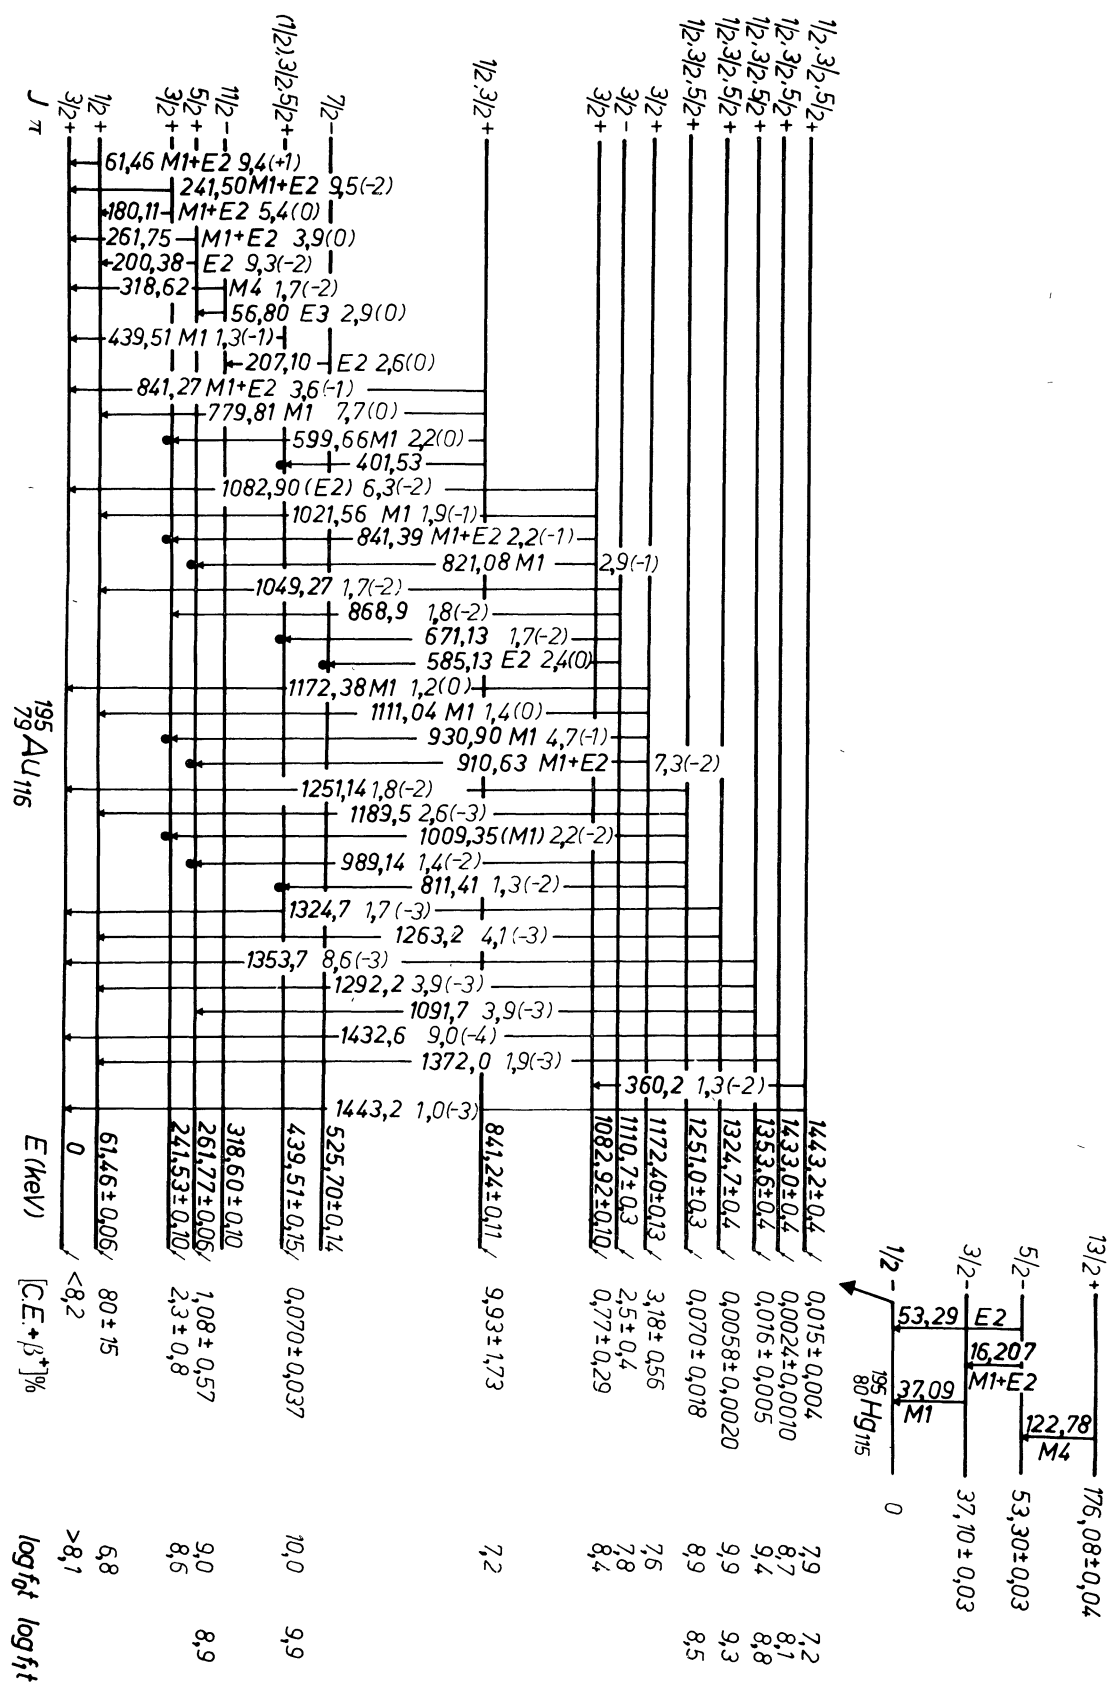 1/2,3/2,5/2+
1/2,3/2,5/2+
1/2,3/2,5/2+
1/2,3/2,5/2+
1/2,3/2,5/2+
3/2+
3/2-
3/2+
1/2,3/2+
7/2-
(1/2),3/2,5/2+
11/2-
5/2+
3/2+
1/2+
3/2+
J π
61,46 M1+E2 9,4(+1)
241,50 M1+E2 9,5(-2)
180,11 M1+E2 5,4(0)
261,75 M1+E2 3,9(0)
200,38 E2 9,3(-2)
318,62 M4 1,7(-2)
56,80 E3 2,9(0)
439,51 M1 1,3(-1)
207,10 E2 2,6(0)
841,27 M1+E2 3,6(-1)
779,81 M1 7,7(0)
599,66 M1 2,2(0)
401,53
1082,90 (E2) 6,3(-2)
1021,56 M1 1,9(-1)
841,39 M1+E2 2,2(-1)
821,08 M1 2,9(-1)
1049,27 1,7(-2)
868,9 1,8(-2)
671,13 1,7(-2)
585,13 E2 2,4(0)
1172,38 M1 1,2(0)
1111,04 M1 1,4(0)
930,90 M1 4,7(-1)
910,63 M1+E2 7,3(-2)
1251,14 1,8(-2)
1189,5 2,6(-3)
1009,35 (M1) 2,2(-2)
989,14 1,4(-2)
811,41 1,3(-2)
1324,7 1,7(-3)
1263,2 4,1(-3)
1353,7 8,6(-3)
1292,2 3,9(-3)
1091,7 3,9(-3)
1432,6 9,0(-4)
1372,0 1,9(-3)
360,2 1,3(-2)
1443,2 1,0(-3)
195 79 Au 116
1443,2±0,4 0,015±0,004 7,9 7,2
1433,0±0,4 0,0024±0,0010 8,7 8,1
1353,6±0,4 0,016±0,005 9,4 8,8
1324,7±0,4 0,0058±0,0020 9,9 9,3
1251,0±0,3 0,070±0,018 8,9 8,5
1172,40±0,13 3,18±0,56 7,6
1110,7±0,3 2,5±0,4 7,8
1082,92±0,10 0,77±0,29 8,4
841,24±0,11 9,93±1,73 7,2
525,70±0,14
439,51±0,15 0,070±0,037 10,0 9,9
318,60±0,10
261,77±0,06 1,08±0,57 9,0 8,9
241,53±0,10 2,3±0,8 8,6
61,46±0,06 80±15 6,8
0 <8,2 >8,1
E (keV) [C.E.+β+]% log f₀t log f₁t
13/2+
5/2-
3/2-
1/2-
53,29 E2
16,207 M1+E2
37,09 M1
122,78 M4
176,08±0,04
53,30±0,03
37,10±0,03
0
195 80 Hg 115